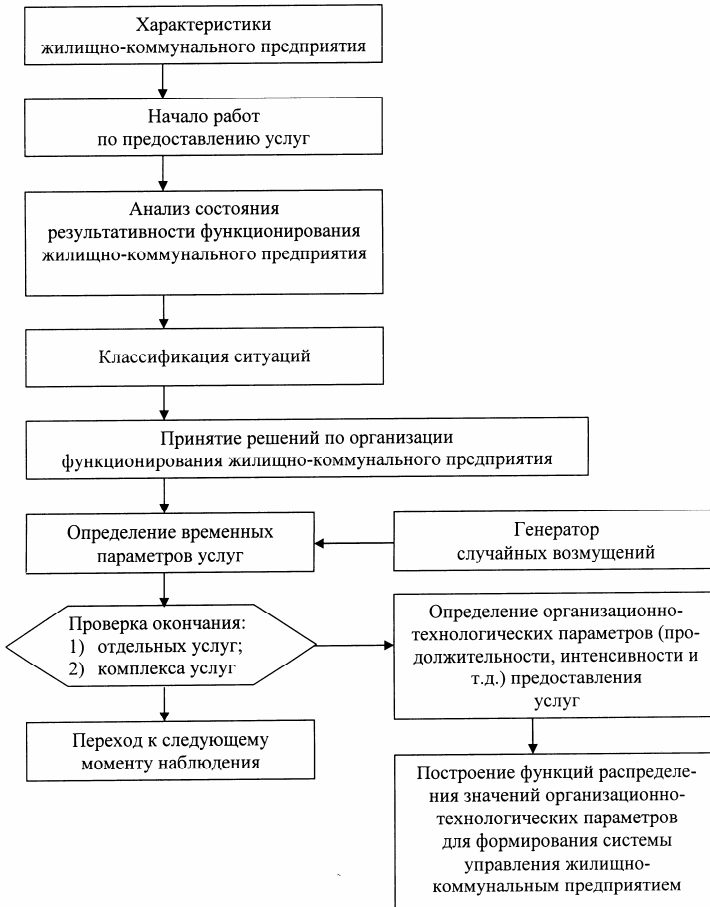 Характеристики
жилищно-коммунального предприятия
Начало работ
по предоставлению услуг
Анализ состояния
результативности функционирования
жилищно-коммунального предприятия
Классификация ситуаций
Принятие решений по организации
функционирования жилищно-коммунального предприятия
Определение временных
параметров услуг
Генератор
случайных возмущений
Проверка окончания:
1) отдельных услуг;
2) комплекса услуг
Определение организационно-
технологических параметров (про-
должительности, интенсивности и
т.д.) предоставления
услуг
Переход к следующему
моменту наблюдения
Построение функций распределе-
ния значений организационно-
технологических параметров
для формирования системы
управления жилищно-
коммунальным предприятием